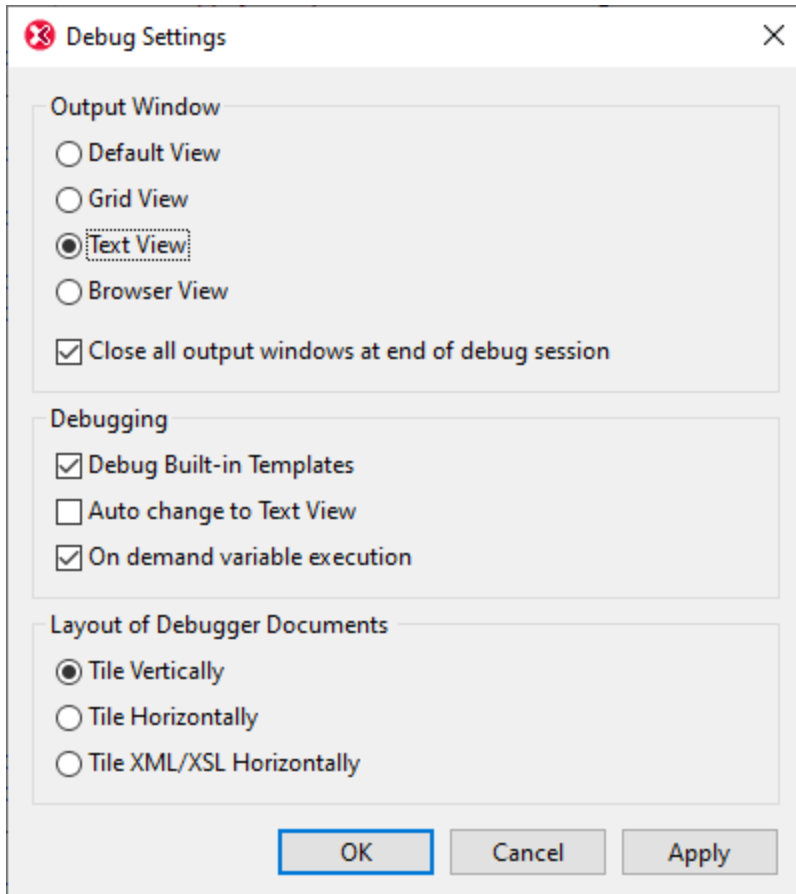 Debug Settings
Output Window
Default View
Grid View
Text View
Browser View
Close all output windows at end of debug session
Debugging
Debug Built-in Templates
Auto change to Text View
On demand variable execution
Layout of Debugger Documents
Tile Vertically
Tile Horizontally
Tile XML/XSL Horizontally
OK Cancel Apply